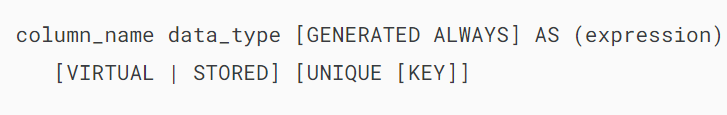 column_name data_type [GENERATED ALWAYS] AS (expression)
[VIRTUAL | STORED] [UNIQUE [KEY]]